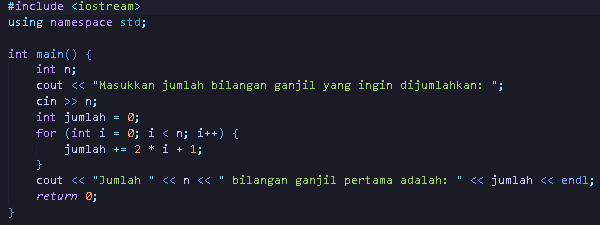 #include <iostream>
using namespace std;
int main() {
int n;
cout << "Masukkan jumlah bilangan ganjil yang ingin dijumlahkan: ";
cin >> n;
int jumlah = 0;
for (int i = 0; i < n; i++) {
jumlah += 2 * i + 1;
}
cout << "Jumlah " << n << " bilangan ganjil pertama adalah: " << jumlah << endl;
return 0;
}